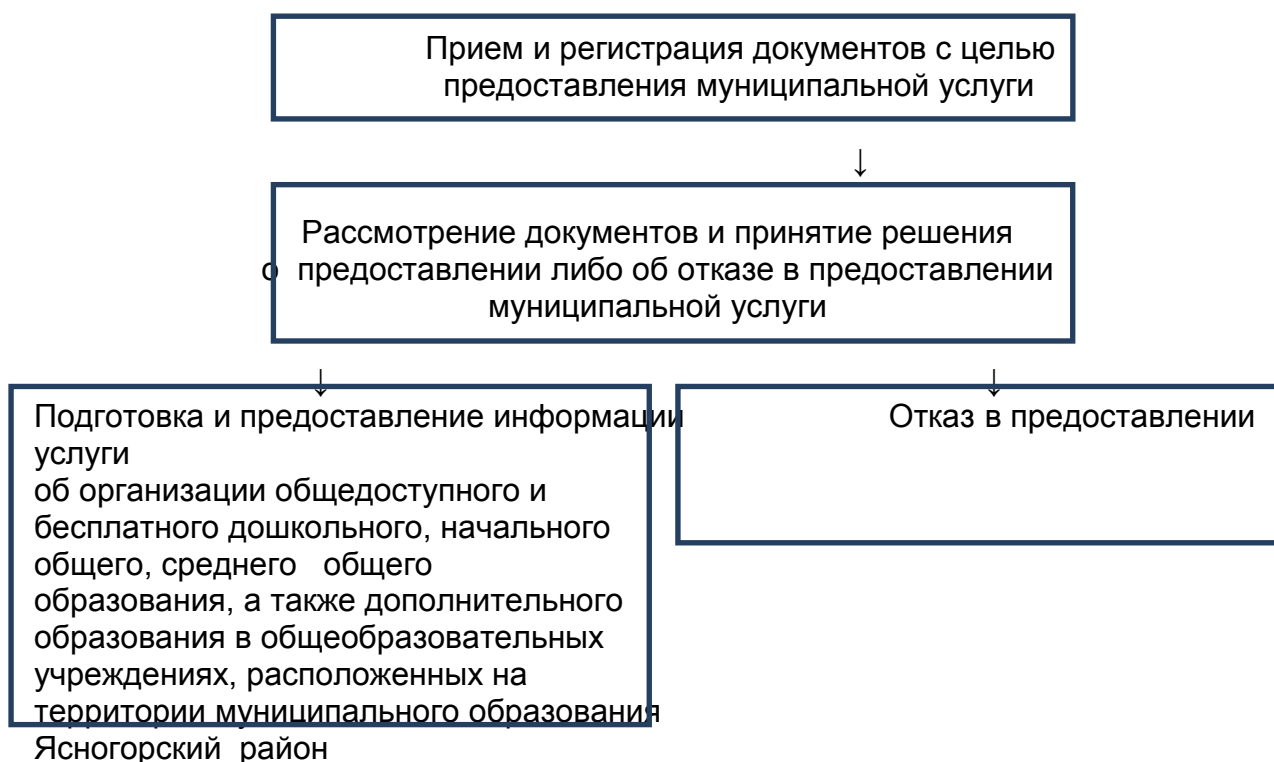 Прием и регистрация документов с целью
предоставления муниципальной услуги
↓
Рассмотрение документов и принятие решения
о предоставлении либо об отказе в предоставлении
муниципальной услуги
↓ ↓
Подготовка и предоставление информации Отказ в предоставлении
услуги
об организации общедоступного и
бесплатного дошкольного, начального
общего, среднего общего
образования, а также дополнительного
образования в общеобразовательных
учреждениях, расположенных на
территории муниципального образования
Ясногорский район